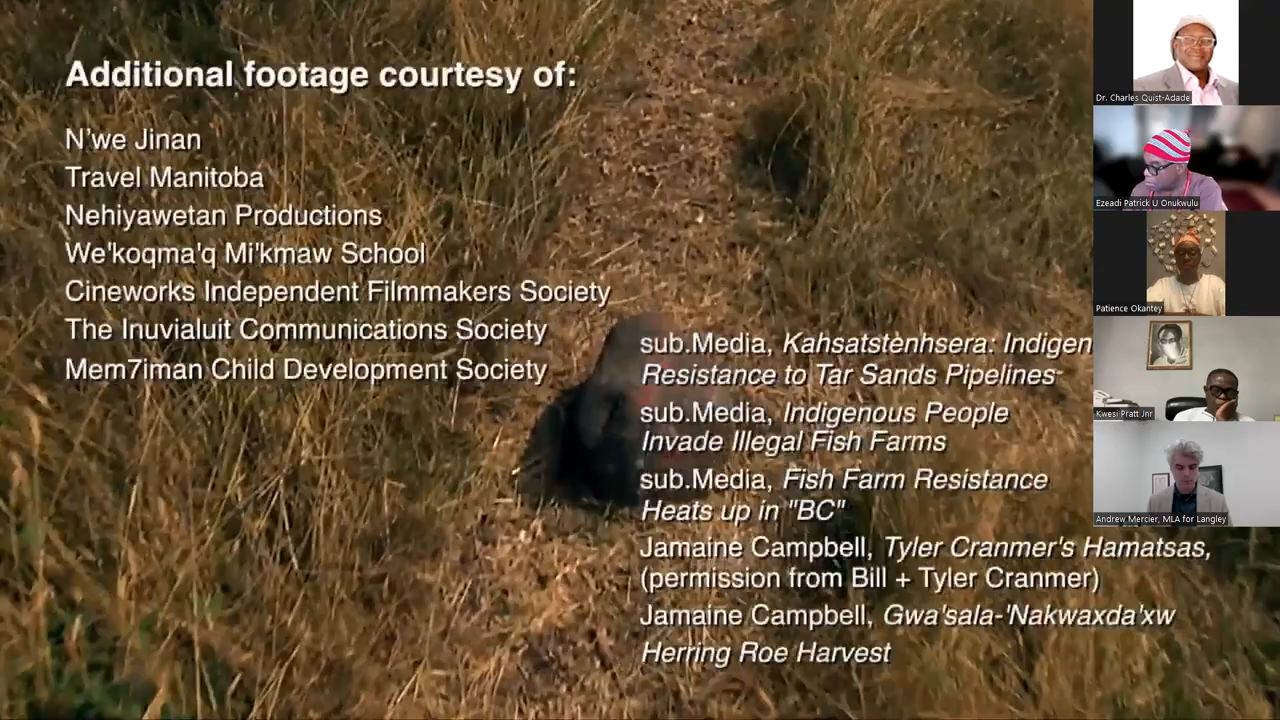 Additional footage courtesy of:
N'we Jinan
Travel Manitoba
Nehiyawetan Productions
We'koqma'q Mi'kmaw School
Cineworks Independent Filmmakers Society
The Inuvialuit Communications Society
Mem7iman Child Development Society
sub.Media, Kahsatstenhsera: Indigen
Resistance to Tar Sands Pipelines
sub.Media, Indigenous People
Invade Illegal Fish Farms
sub.Media, Fish Farm Resistance
Heats up in "BC"
Jamaine Campbell, Tyler Cranmer's Hamatsas,
(permission from Bill + Tyler Cranmer)
Jamaine Campbell, Gwa'sala-'Nakwaxda'xw
Herring Roe Harvest
Dr. Charles Quist-Adade
Ezeadi Patrick U Onukwulu
Patience Okantey
Kwesi Pratt Jnr
Andrew Mercier, MLA for Langley